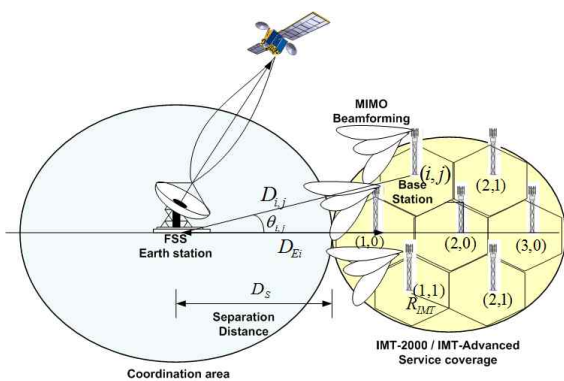 MIMO
Beamforming
(i,j)
(2,1)
Base
Station
D_{i,j}
θ_{i,j}
FSS
Earth station
(1,0)
(2,0)
(3,0)
D_{Ei}
D_S
Separation
Distance
(1,1)
R_{IMT}
(2,1)
IMT-2000 / IMT-Advanced
Service coverage
Coordination area